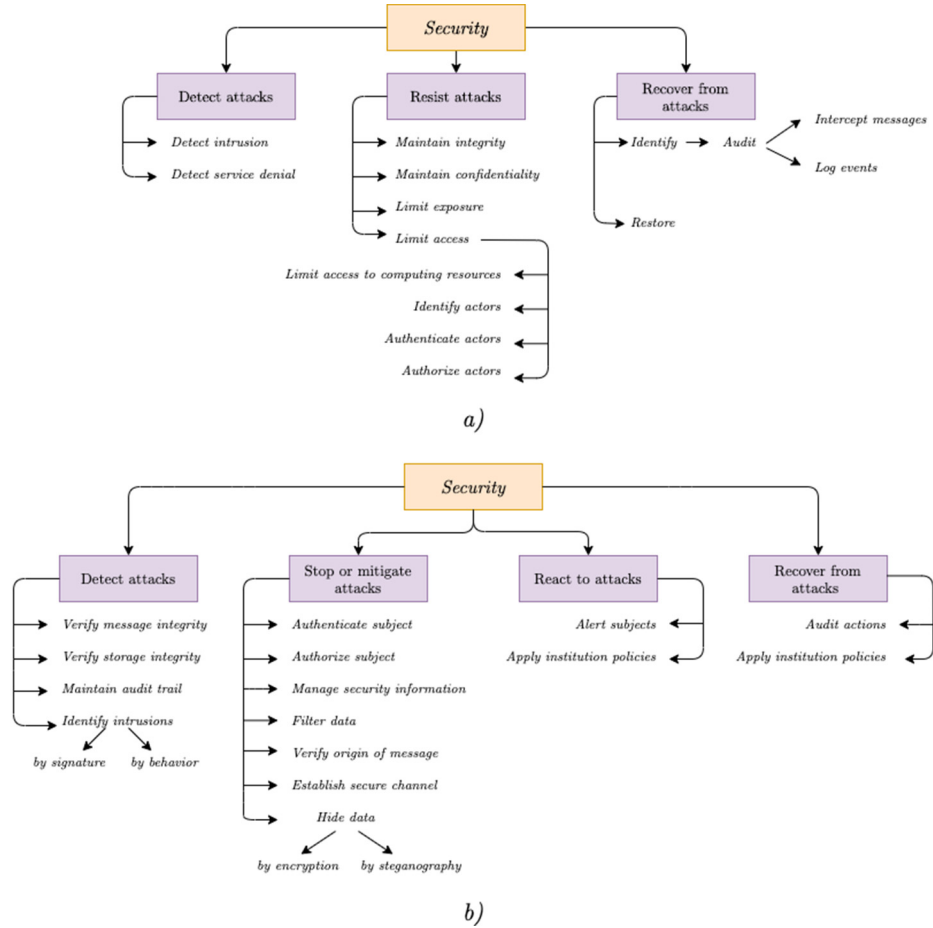 Security
Detect attacks
Resist attacks
Recover from
attacks
Detect intrusion
Detect service denial
Maintain integrity
Maintain confidentiality
Limit exposure
Limit access
Limit access to computing resources
Identify actors
Authenticate actors
Authorize actors
Identify
Audit
Intercept messages
Log events
Restore
a)
Security
Detect attacks
Stop or mitigate
attacks
React to attacks
Recover from
attacks
Verify message integrity
Verify storage integrity
Maintain audit trail
Identify intrusions
by signature
by behavior
Authenticate subject
Authorize subject
Manage security information
Filter data
Verify origin of message
Establish secure channel
Hide data
by encryption
by steganography
Alert subjects
Apply institution policies
Audit actions
Apply institution policies
b)